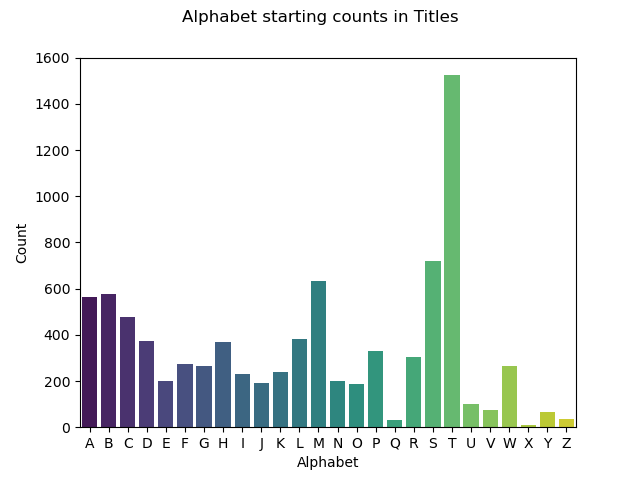 Alphabet starting counts in Titles
1600
1400
1200
1000
800
600
400
200
0
Count
A B C D E F G H I J K L M N O P Q R S T U V W X Y Z
Alphabet